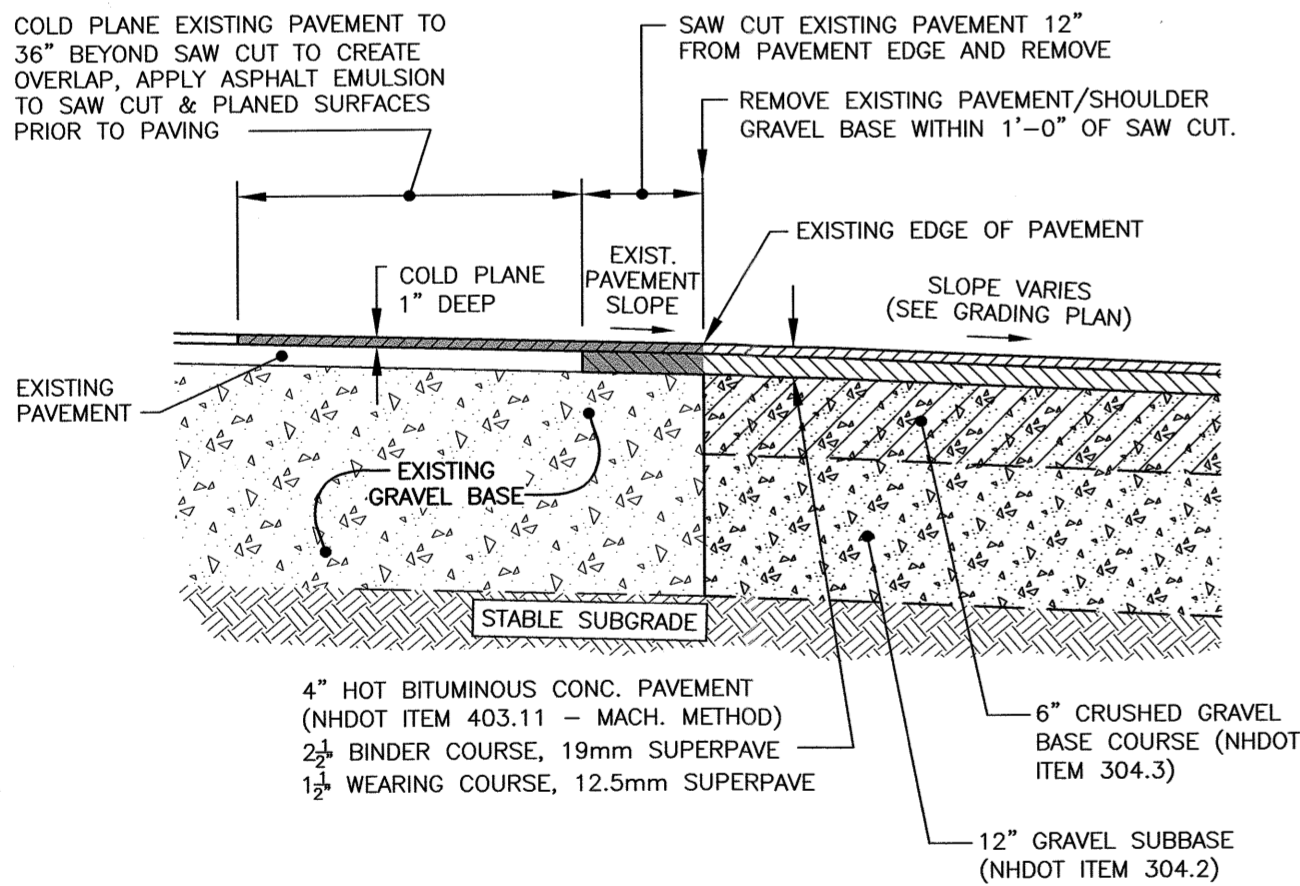 COLD PLANE EXISTING PAVEMENT TO
36" BEYOND SAW CUT TO CREATE
OVERLAP, APPLY ASPHALT EMULSION
TO SAW CUT & PLANED SURFACES
PRIOR TO PAVING
SAW CUT EXISTING PAVEMENT 12"
FROM PAVEMENT EDGE AND REMOVE
REMOVE EXISTING PAVEMENT/SHOULDER
GRAVEL BASE WITHIN 1'-0" OF SAW CUT.
EXISTING EDGE OF PAVEMENT
COLD PLANE
1" DEEP
EXIST.
PAVEMENT
SLOPE
SLOPE VARIES
(SEE GRADING PLAN)
EXISTING
PAVEMENT
EXISTING
GRAVEL BASE
STABLE SUBGRADE
4" HOT BITUMINOUS CONC. PAVEMENT
(NHDOT ITEM 403.11 – MACH. METHOD)
2 1/2" BINDER COURSE, 19mm SUPERPAVE
1 1/2" WEARING COURSE, 12.5mm SUPERPAVE
6" CRUSHED GRAVEL
BASE COURSE (NHDOT
ITEM 304.3)
12" GRAVEL SUBBASE
(NHDOT ITEM 304.2)